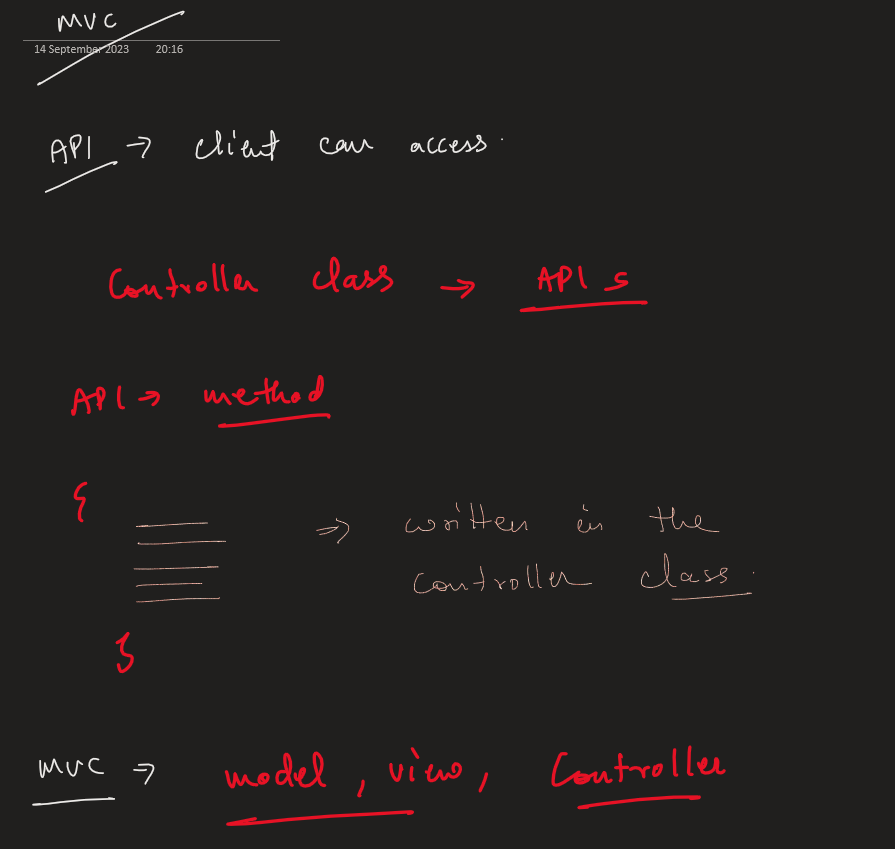 MVC
14 September 2023 20:16
API → client can access.
Controller class → APIs
API → method
{
⇒ written in the
controller class.
}
MVC → model, view, Controller